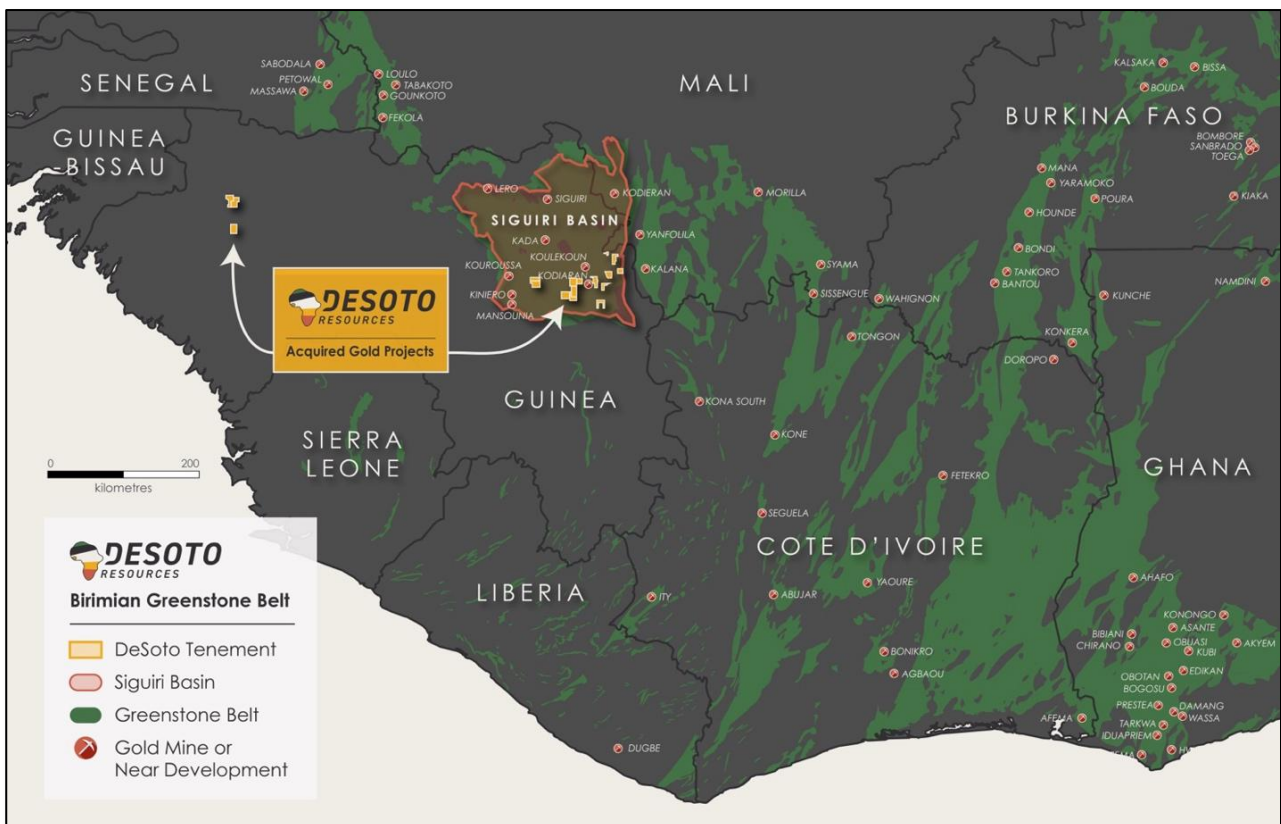 SENEGAL
GUINEA
-BISSAU
MALI
BURKINA FASO
SABODALA
PETOWAL
MASSAWA
LOULO
TABAKOTO
GOUNKOTO
FEKOLA
KALSAKA
BISSA
BOUDA
BOMBORE
SANBRADO
TOEGA
MANA
YARAMOKO
POURA
KIAKA
HOUNDE
BONDI
TANKORO
BANTOU
LERO
SIGUIRI
KODIERAN
SIGUIRI BASIN
KADA
KOULEKOUN
KOUROUSSA
KODIARAN
KINIERO
MANSOUNIA
YANFOLILA
KALANA
MORILLA
SYAMA
SISSENGUE
WAHIGNON
TONGON
KUNCHE
NAMDINI
KONKERA
DOROPO
DESOTO
RESOURCES
Acquired Gold Projects
GUINEA
SIERRA
LEONE
KONA SOUTH
KONE
FETEKRO
GHANA
0 200
kilometres
SEGUELA
COTE D'IVOIRE
LIBERIA
ITY
ABUJAR
YAOURE
BONIKRO
AGBAOU
DUGBE
AHAFO
KONONGO
ASANTE
BIBIANI
CHIRANO
OBUASI
KUBI
AKYEM
EDIKAN
OBOTAN
BOGOSU
PRESTEA
DAMANG
WASSA
AFEMA
TARKWA
IDUAPRIEM
DESOTO
RESOURCES
Birimian Greenstone Belt
DeSoto Tenement
Siguiri Basin
Greenstone Belt
Gold Mine or
Near Development